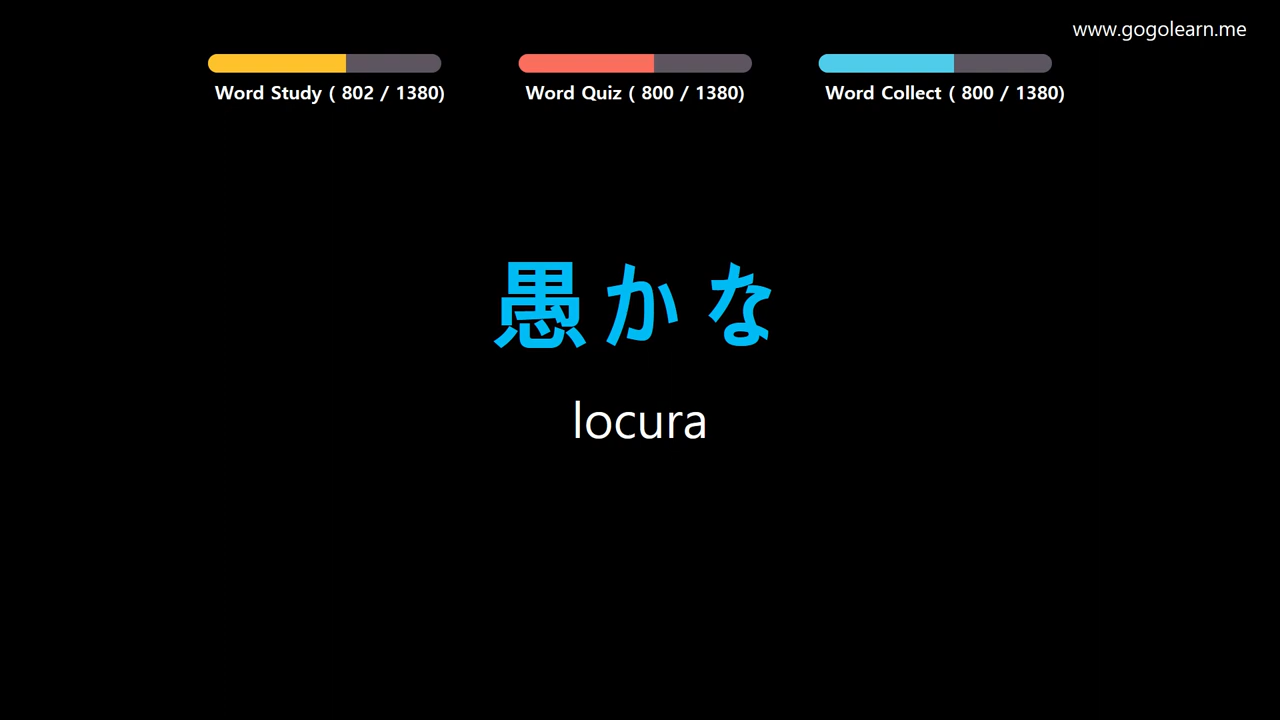 www.gogolearn.me
Word Study ( 802 / 1380)
Word Quiz ( 800 / 1380)
Word Collect ( 800 / 1380)
愚かな
locura